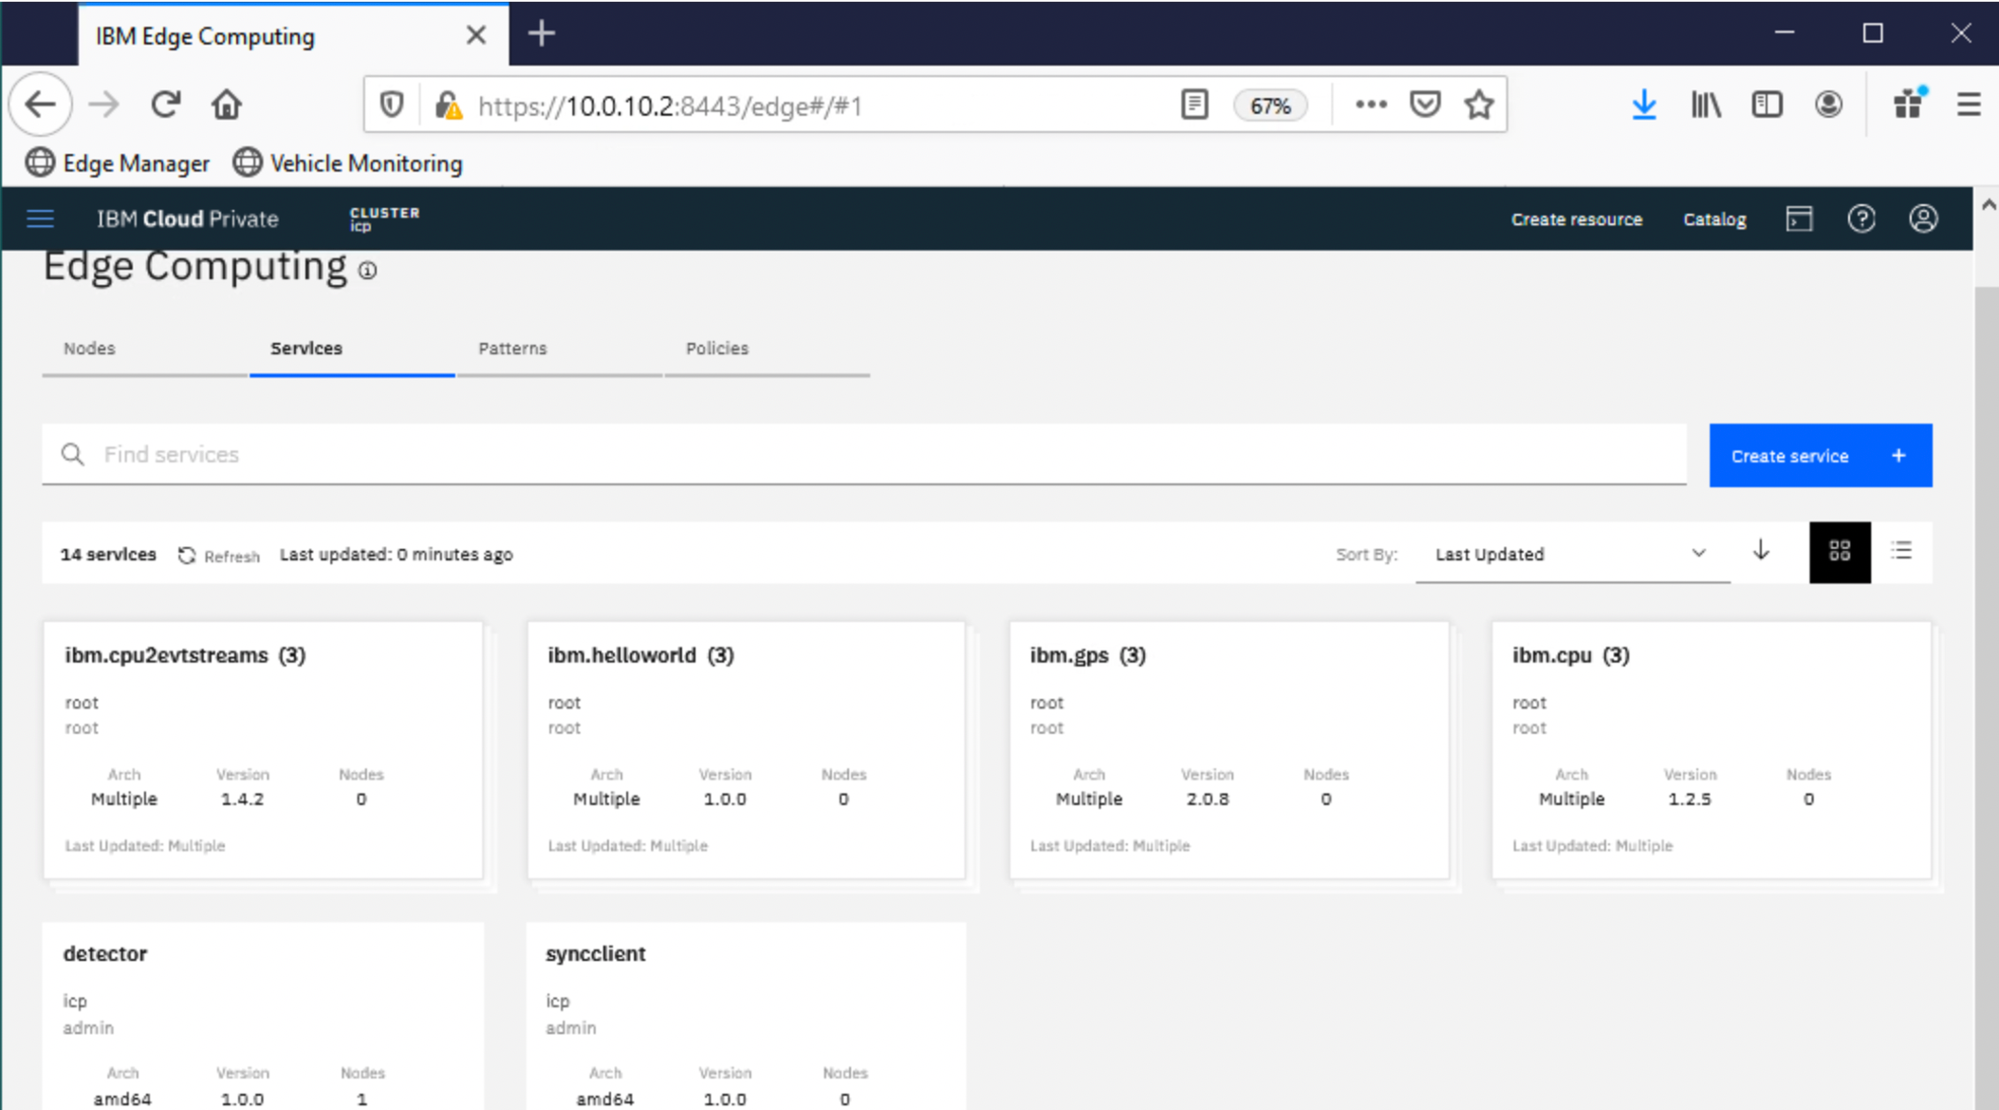 IBM Edge Computing
https://10.0.10.2:8443/edge#/#1
67%
Edge Manager
Vehicle Monitoring
IBM Cloud Private
CLUSTER
icp
Create resource
Catalog
Edge Computing
Nodes
Services
Patterns
Policies
Find services
Create service +
14 services
Refresh
Last updated: 0 minutes ago
Sort By:
Last Updated
ibm.cpu2evtstreams (3)
root
root
Arch Version Nodes
Multiple 1.4.2 0
Last Updated: Multiple
ibm.helloworld (3)
root
root
Arch Version Nodes
Multiple 1.0.0 0
Last Updated: Multiple
ibm.gps (3)
root
root
Arch Version Nodes
Multiple 2.0.8 0
Last Updated: Multiple
ibm.cpu (3)
root
root
Arch Version Nodes
Multiple 1.2.5 0
Last Updated: Multiple
detector
icp
admin
Arch Version Nodes
amd64 1.0.0 1
syncclient
icp
admin
Arch Version Nodes
amd64 1.0.0 0